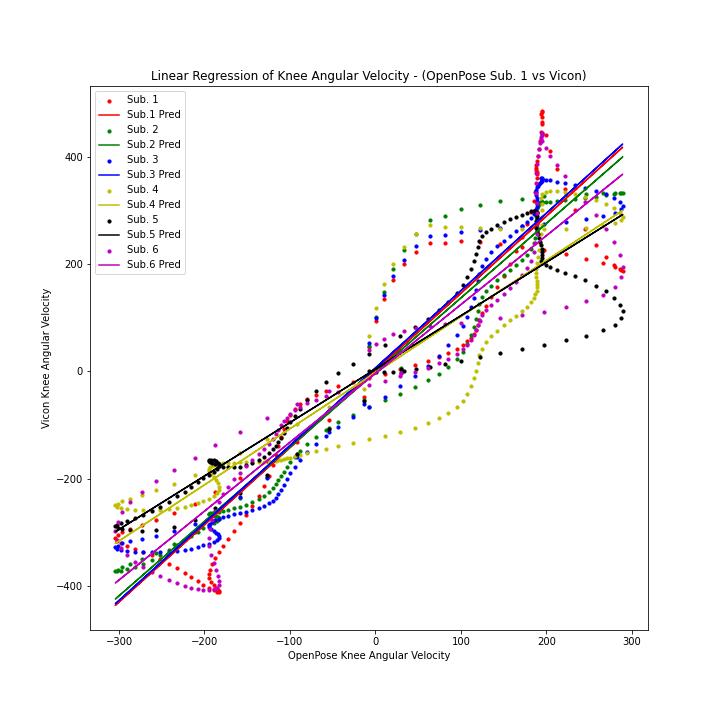 Linear Regression of Knee Angular Velocity - (OpenPose Sub. 1 vs Vicon)
Sub. 1
Sub.1 Pred
Sub. 2
Sub.2 Pred
Sub. 3
Sub.3 Pred
Sub. 4
Sub.4 Pred
Sub. 5
Sub.5 Pred
Sub. 6
Sub.6 Pred
Vicon Knee Angular Velocity
400
200
0
−200
−400
−300
−200
−100
0
100
200
300
OpenPose Knee Angular Velocity